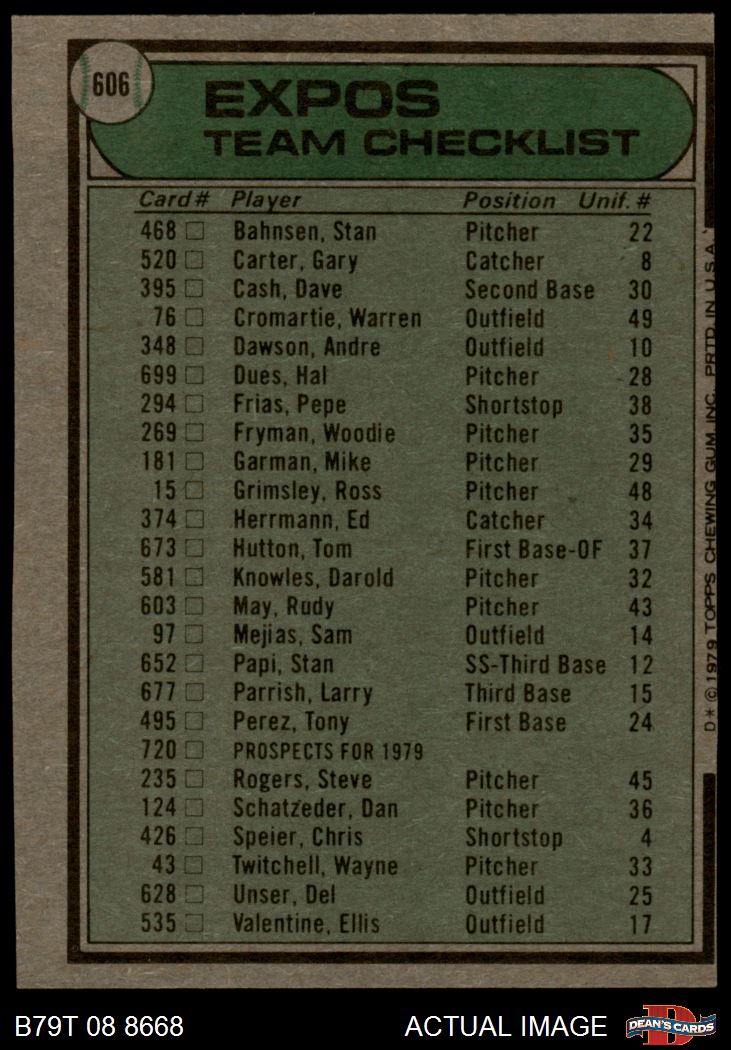 606
EXPOS
TEAM CHECKLIST
Card # Player Position Unif. #
468 Bahnsen, Stan Pitcher 22
520 Carter, Gary Catcher 8
395 Cash, Dave Second Base 30
76 Cromartie, Warren Outfield 49
348 Dawson, Andre Outfield 10
699 Dues, Hal Pitcher 28
294 Frias, Pepe Shortstop 38
269 Fryman, Woodie Pitcher 35
181 Garman, Mike Pitcher 29
15 Grimsley, Ross Pitcher 48
374 Herrmann, Ed Catcher 34
673 Hutton, Tom First Base-OF 37
581 Knowles, Darold Pitcher 32
603 May, Rudy Pitcher 43
97 Mejias, Sam Outfield 14
652 Papi, Stan SS-Third Base 12
677 Parrish, Larry Third Base 15
495 Perez, Tony First Base 24
720 PROSPECTS FOR 1979
235 Rogers, Steve Pitcher 45
124 Schatzeder, Dan Pitcher 36
426 Speier, Chris Shortstop 4
43 Twitchell, Wayne Pitcher 33
628 Unser, Del Outfield 25
535 Valentine, Ellis Outfield 17
D* © 1979 TOPPS CHEWING GUM, INC. PRTD. IN U.S.A.
B79T 08 8668 ACTUAL IMAGE
D
DEAN'S CARDS